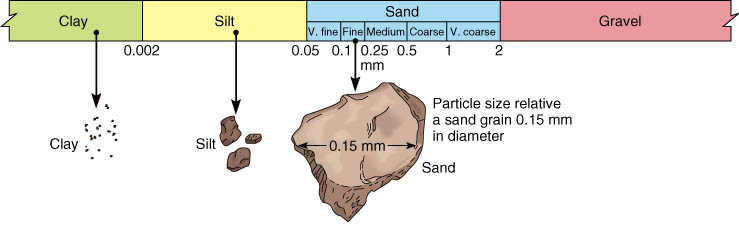 Clay
Silt
Sand
Gravel
V. fine
Fine
Medium
Coarse
V. coarse
0.002
0.05
0.1
0.25
0.5
1
2
mm
Particle size relative
a sand grain 0.15 mm
in diameter
Clay
Silt
0.15 mm
Sand